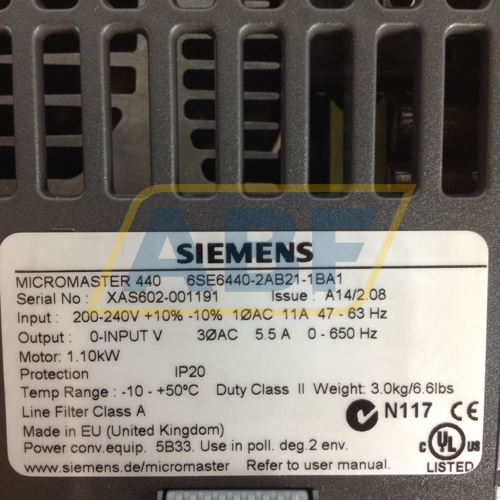 ABF
SIEMENS
MICROMASTER 440 6SE6440-2AB21-1BA1
Serial No : XAS602-001191 Issue : A14/2.08
Input : 200-240V +10% -10% 1ØAC 11A 47 - 63 Hz
Output : 0-INPUT V 3ØAC 5.5 A 0 - 650 Hz
Motor: 1.10kW
Protection IP20
Temp Range : -10 - +50°C Duty Class II Weight: 3.0kg/6.6lbs
Line Filter Class A N117 CE
Made in EU (United Kingdom)
Power conv.equip. 5B33. Use in poll. deg.2 env. c UL us
www.siemens.de/micromaster Refer to user manual. LISTED